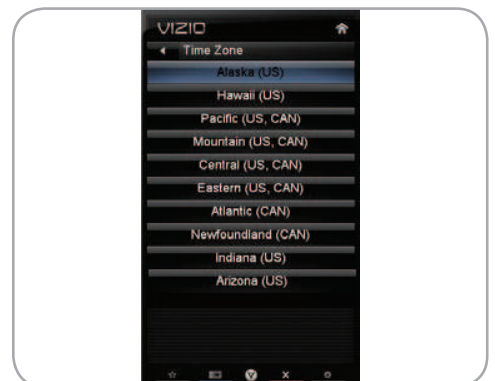 VIZIO
Time Zone
Alaska (US)
Hawaii (US)
Pacific (US, CAN)
Mountain (US, CAN)
Central (US, CAN)
Eastern (US, CAN)
Atlantic (CAN)
Newfoundland (CAN)
Indiana (US)
Arizona (US)